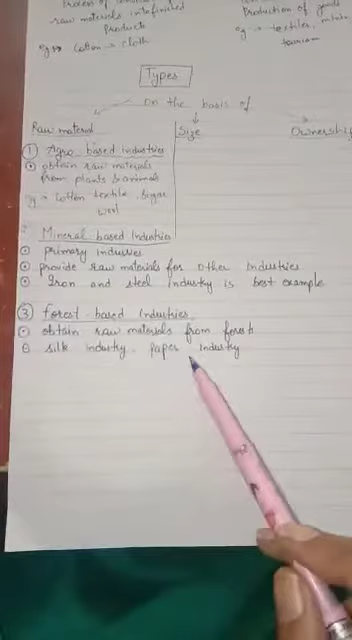 raw materials into finished
products
Production of goods
eg → Cotton → cloth
eg → textiles,
tourism
Types
on the basis of
Raw material
Size
Ownership
① Agro based industries
⊙ obtain raw materials
from plants & animals
eg → Cotton textile, sugar
wool
Mineral based Industries
⊙ primary industries
⊙ provide raw materials for other industries
⊙ Iron and steel industry is best example
③ Forest based Industries
⊙ obtain raw materials from forests
⊙ silk industry, paper industry